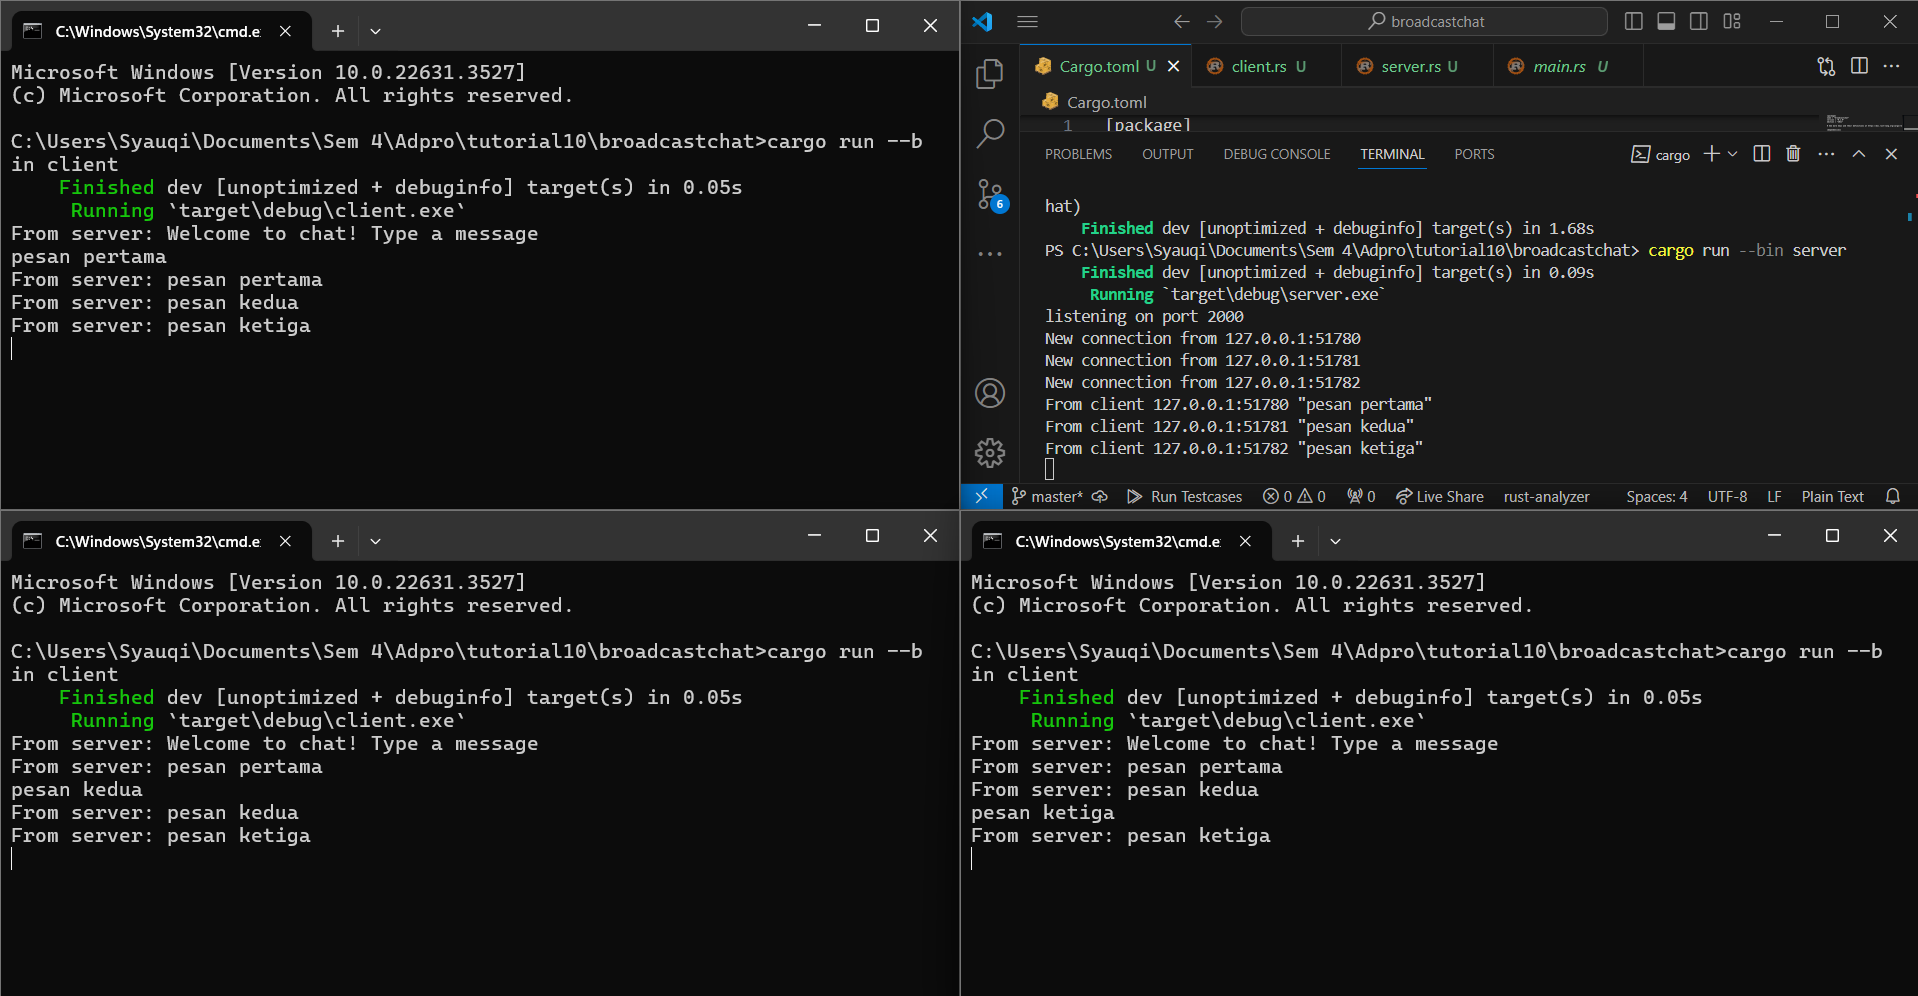 C:\Windows\System32\cmd.e
Microsoft Windows [Version 10.0.22631.3527]
(c) Microsoft Corporation. All rights reserved.
C:\Users\Syauqi\Documents\Sem 4\Adpro\tutorial10\broadcastchat>cargo run --b
in client
Finished dev [unoptimized + debuginfo] target(s) in 0.05s
Running `target\debug\client.exe`
From server: Welcome to chat! Type a message
pesan pertama
From server: pesan pertama
From server: pesan kedua
From server: pesan ketiga
broadcastchat
Cargo.toml U client.rs U server.rs U main.rs U
Cargo.toml
1 [package]
PROBLEMS OUTPUT DEBUG CONSOLE TERMINAL PORTS cargo
6
hat)
Finished dev [unoptimized + debuginfo] target(s) in 1.68s
PS C:\Users\Syauqi\Documents\Sem 4\Adpro\tutorial10\broadcastchat> cargo run --bin server
Finished dev [unoptimized + debuginfo] target(s) in 0.09s
Running `target\debug\server.exe`
listening on port 2000
New connection from 127.0.0.1:51780
New connection from 127.0.0.1:51781
New connection from 127.0.0.1:51782
From client 127.0.0.1:51780 "pesan pertama"
From client 127.0.0.1:51781 "pesan kedua"
From client 127.0.0.1:51782 "pesan ketiga"
master* Run Testcases 0 0 0 Live Share rust-analyzer Spaces: 4 UTF-8 LF Plain Text
C:\Windows\System32\cmd.e
Microsoft Windows [Version 10.0.22631.3527]
(c) Microsoft Corporation. All rights reserved.
C:\Users\Syauqi\Documents\Sem 4\Adpro\tutorial10\broadcastchat>cargo run --b
in client
Finished dev [unoptimized + debuginfo] target(s) in 0.05s
Running `target\debug\client.exe`
From server: Welcome to chat! Type a message
From server: pesan pertama
pesan kedua
From server: pesan kedua
From server: pesan ketiga
C:\Windows\System32\cmd.e
Microsoft Windows [Version 10.0.22631.3527]
(c) Microsoft Corporation. All rights reserved.
C:\Users\Syauqi\Documents\Sem 4\Adpro\tutorial10\broadcastchat>cargo run --b
in client
Finished dev [unoptimized + debuginfo] target(s) in 0.05s
Running `target\debug\client.exe`
From server: Welcome to chat! Type a message
From server: pesan pertama
From server: pesan kedua
pesan ketiga
From server: pesan ketiga